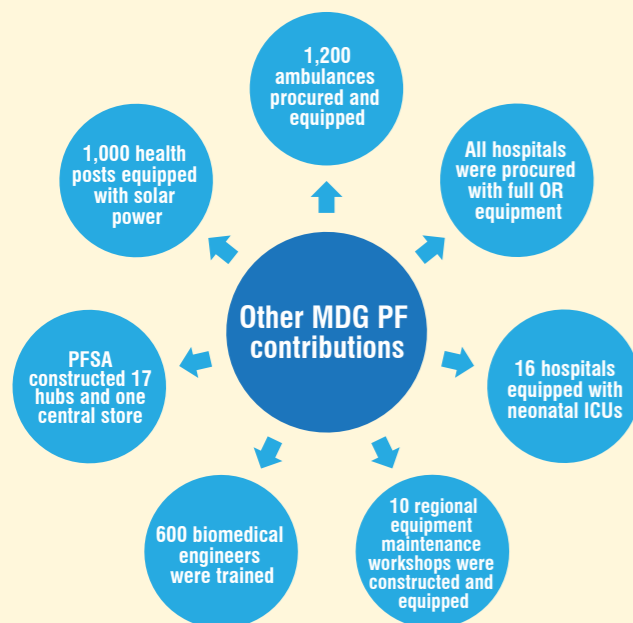 1,200
ambulances
procured and
equipped
All hospitals
were procured
with full OR
equipment
16 hospitals
equipped with
neonatal ICUs
10 regional
equipment
maintenance
workshops were
constructed and
equipped
600 biomedical
engineers
were trained
PFSA
constructed 17
hubs and one
central store
1,000 health
posts equipped
with solar
power
Other MDG PF
contributions